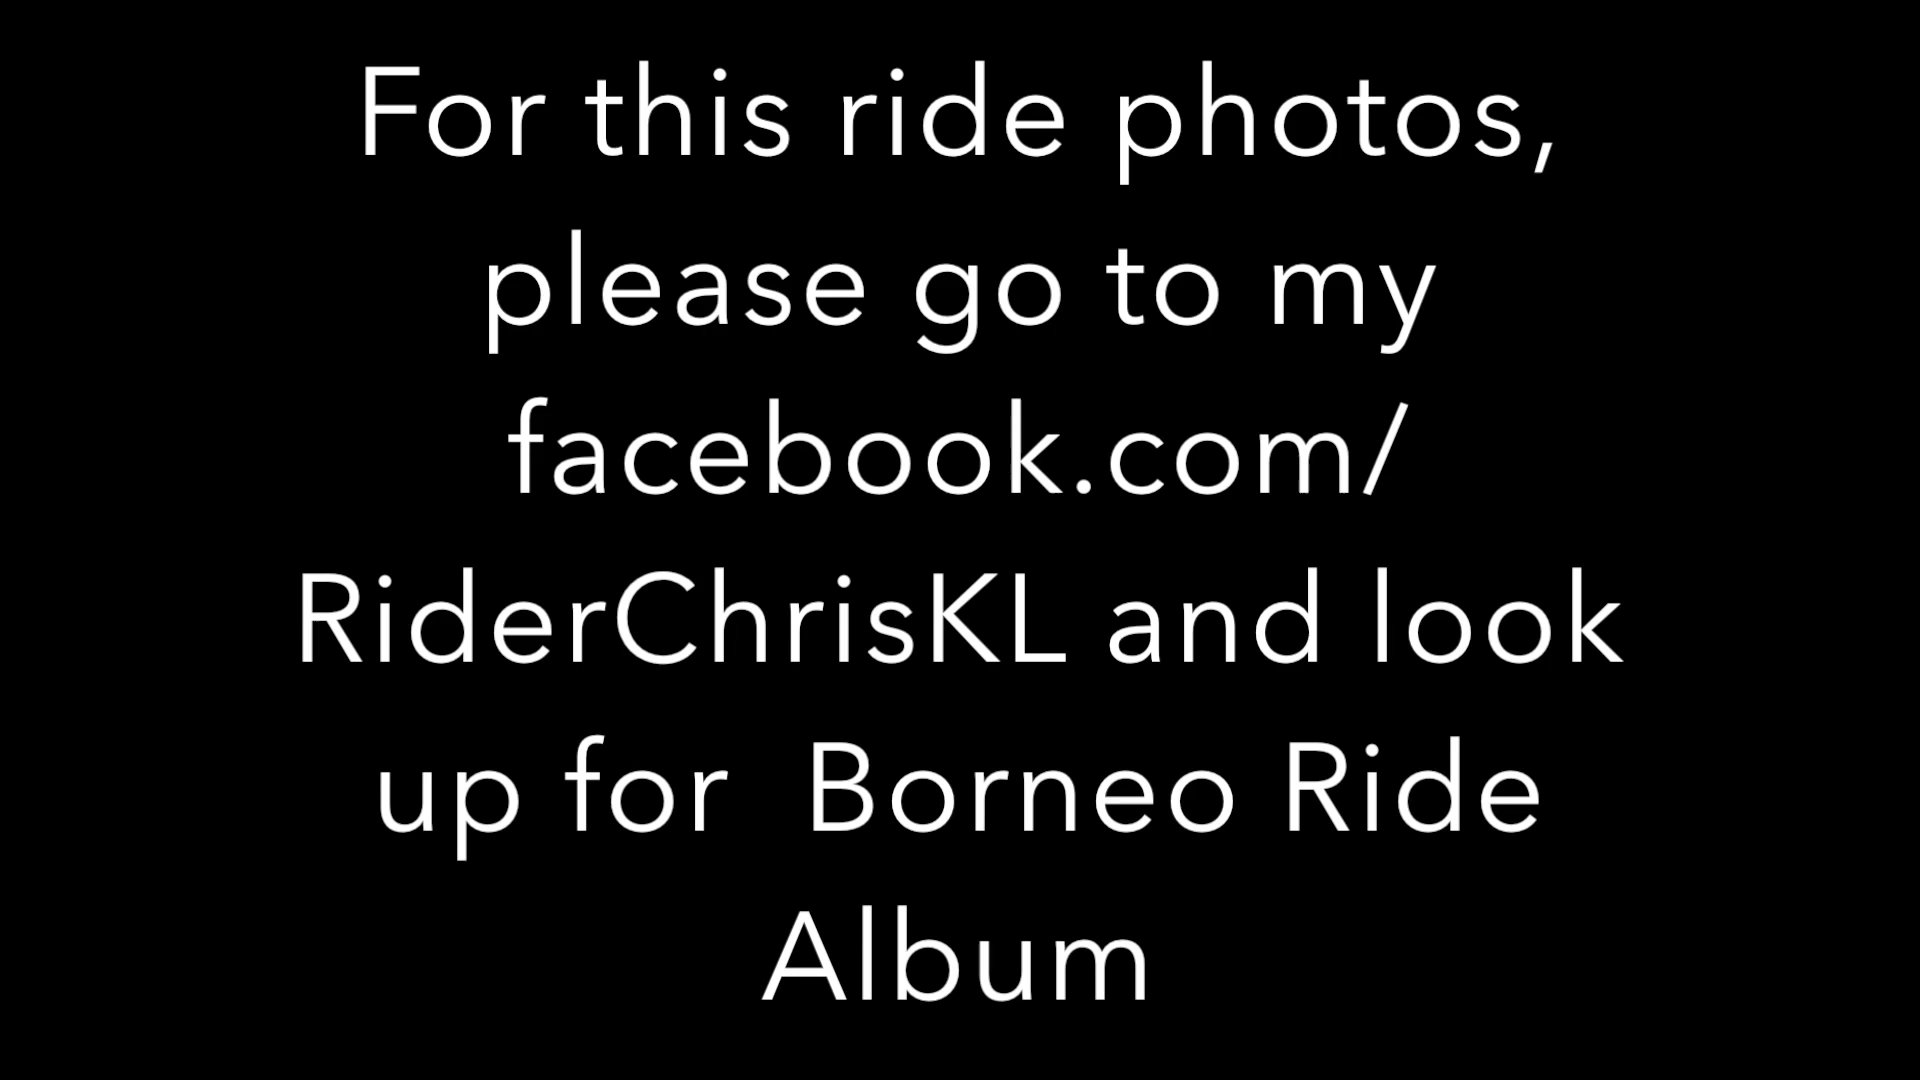 For this ride photos,
please go to my
facebook.com/
RiderChrisKL and look
up for  Borneo Ride
Album